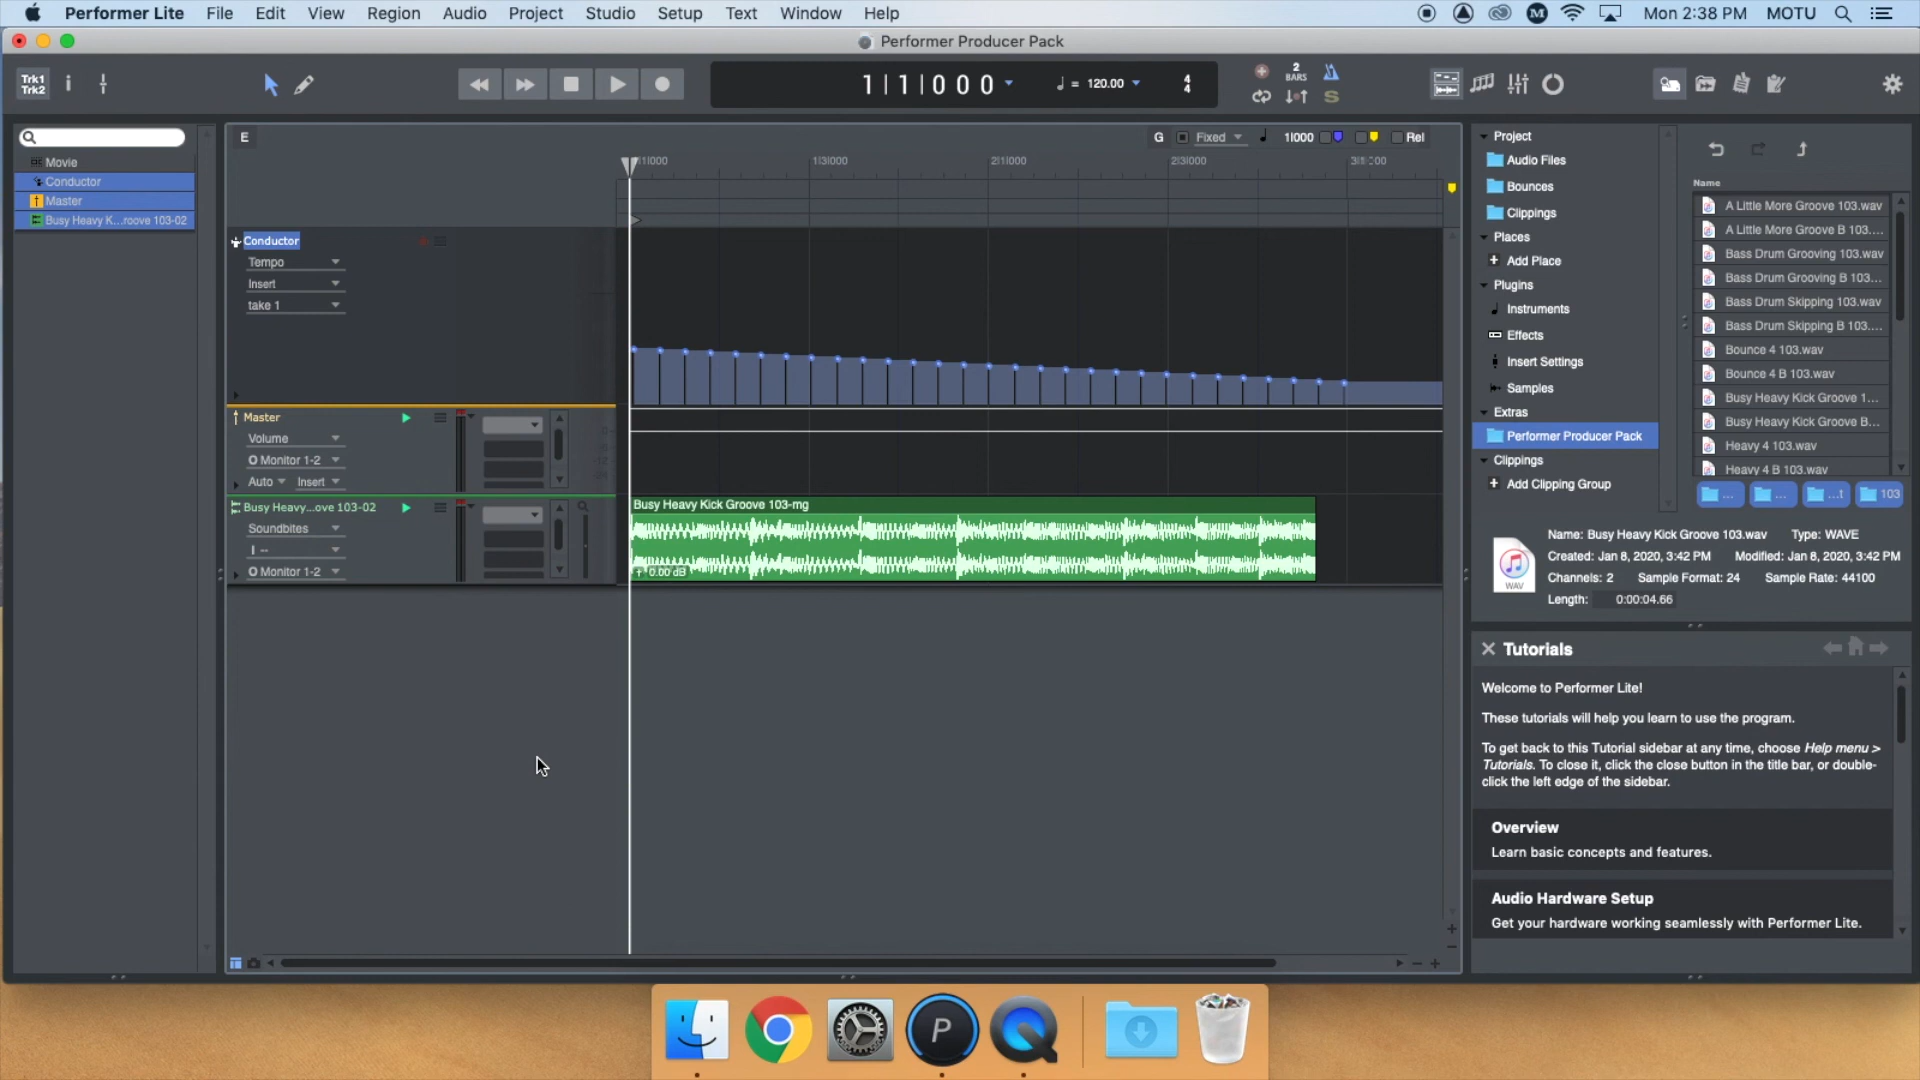 Performer Lite File Edit View Region Audio Project Studio Setup Text Window Help
M Mon 2:38 PM MOTU
Performer Producer Pack
Trk1
Trk2
1|1|000
= 120.00
4
4
2
BARS
S
E
G Fixed 1|000 Rel
1|3|000 2|1|000 2|3|000
Movie
Conductor
Master
Busy Heavy K...roove 103-02
Conductor
Tempo
Insert
take 1
Master
Volume
O Monitor 1-2
Auto Insert
Busy Heavy...ove 103-02
Soundbites
I --
O Monitor 1-2
Busy Heavy Kick Groove 103-mg
0.00 dB
Project
Audio Files
Bounces
Clippings
Places
Add Place
Plugins
Instruments
Effects
Insert Settings
Samples
Extras
Performer Producer Pack
Clippings
Add Clipping Group
Name
A Little More Groove 103.wav
A Little More Groove B 103....
Bass Drum Grooving 103.wav
Bass Drum Grooving B 103...
Bass Drum Skipping 103.wav
Bass Drum Skipping B 103....
Bounce 4 103.wav
Bounce 4 B 103.wav
Busy Heavy Kick Groove 1...
Busy Heavy Kick Groove B...
Heavy 4 103.wav
Heavy 4 B 103.wav
... ... ...t 103
WAV
Name: Busy Heavy Kick Groove 103.wav Type: WAVE
Created: Jan 8, 2020, 3:42 PM Modified: Jan 8, 2020, 3:42 PM
Channels: 2 Sample Format: 24 Sample Rate: 44100
Length: 0:00:04.66
Tutorials
Welcome to Performer Lite!
These tutorials will help you learn to use the program.
To get back to this Tutorial sidebar at any time, choose Help menu >
Tutorials. To close it, click the close button in the title bar, or double-
click the left edge of the sidebar.
Overview
Learn basic concepts and features.
Audio Hardware Setup
Get your hardware working seamlessly with Performer Lite.
P